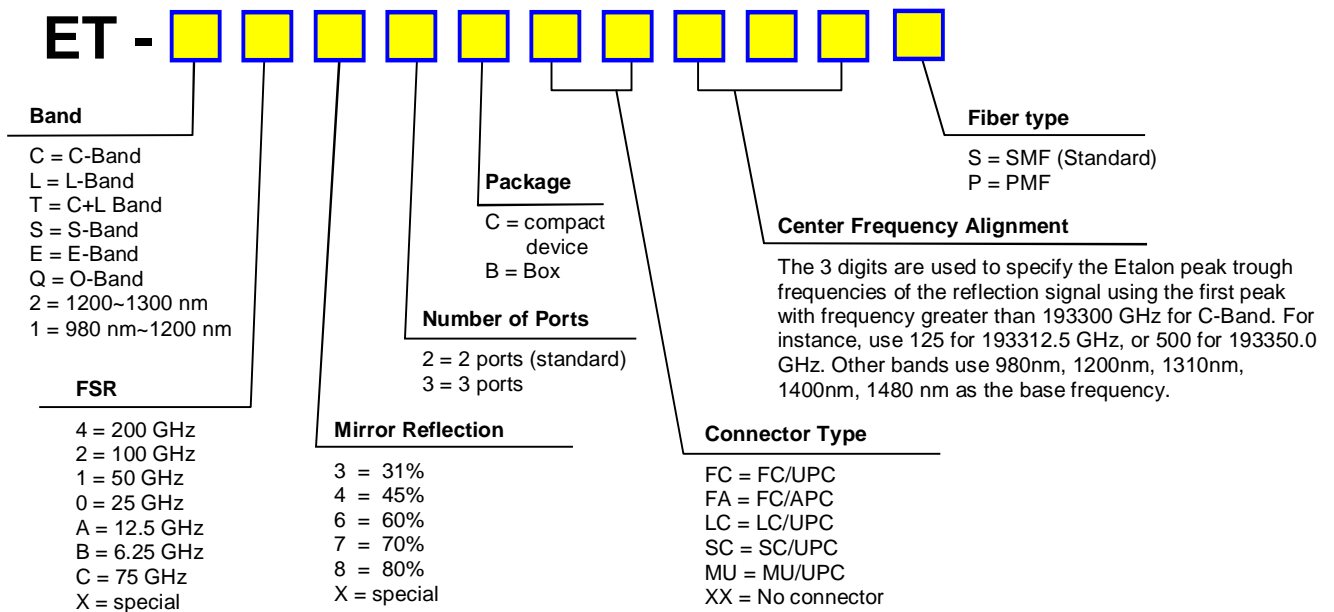 ET -
Band
C = C-Band
L = L-Band
T = C+L Band
S = S-Band
E = E-Band
Q = O-Band
2 = 1200~1300 nm
1 = 980 nm~1200 nm
FSR
4 = 200 GHz
2 = 100 GHz
1 = 50 GHz
0 = 25 GHz
A = 12.5 GHz
B = 6.25 GHz
C = 75 GHz
X = special
Mirror Reflection
3 = 31%
4 = 45%
6 = 60%
7 = 70%
8 = 80%
X = special
Number of Ports
2 = 2 ports (standard)
3 = 3 ports
Package
C = compact
device
B = Box
Connector Type
FC = FC/UPC
FA = FC/APC
LC = LC/UPC
SC = SC/UPC
MU = MU/UPC
XX = No connector
Center Frequency Alignment
The 3 digits are used to specify the Etalon peak trough
frequencies of the reflection signal using the first peak
with frequency greater than 193300 GHz for C-Band. For
instance, use 125 for 193312.5 GHz, or 500 for 193350.0
GHz. Other bands use 980nm, 1200nm, 1310nm,
1400nm, 1480 nm as the base frequency.
Fiber type
S = SMF (Standard)
P = PMF